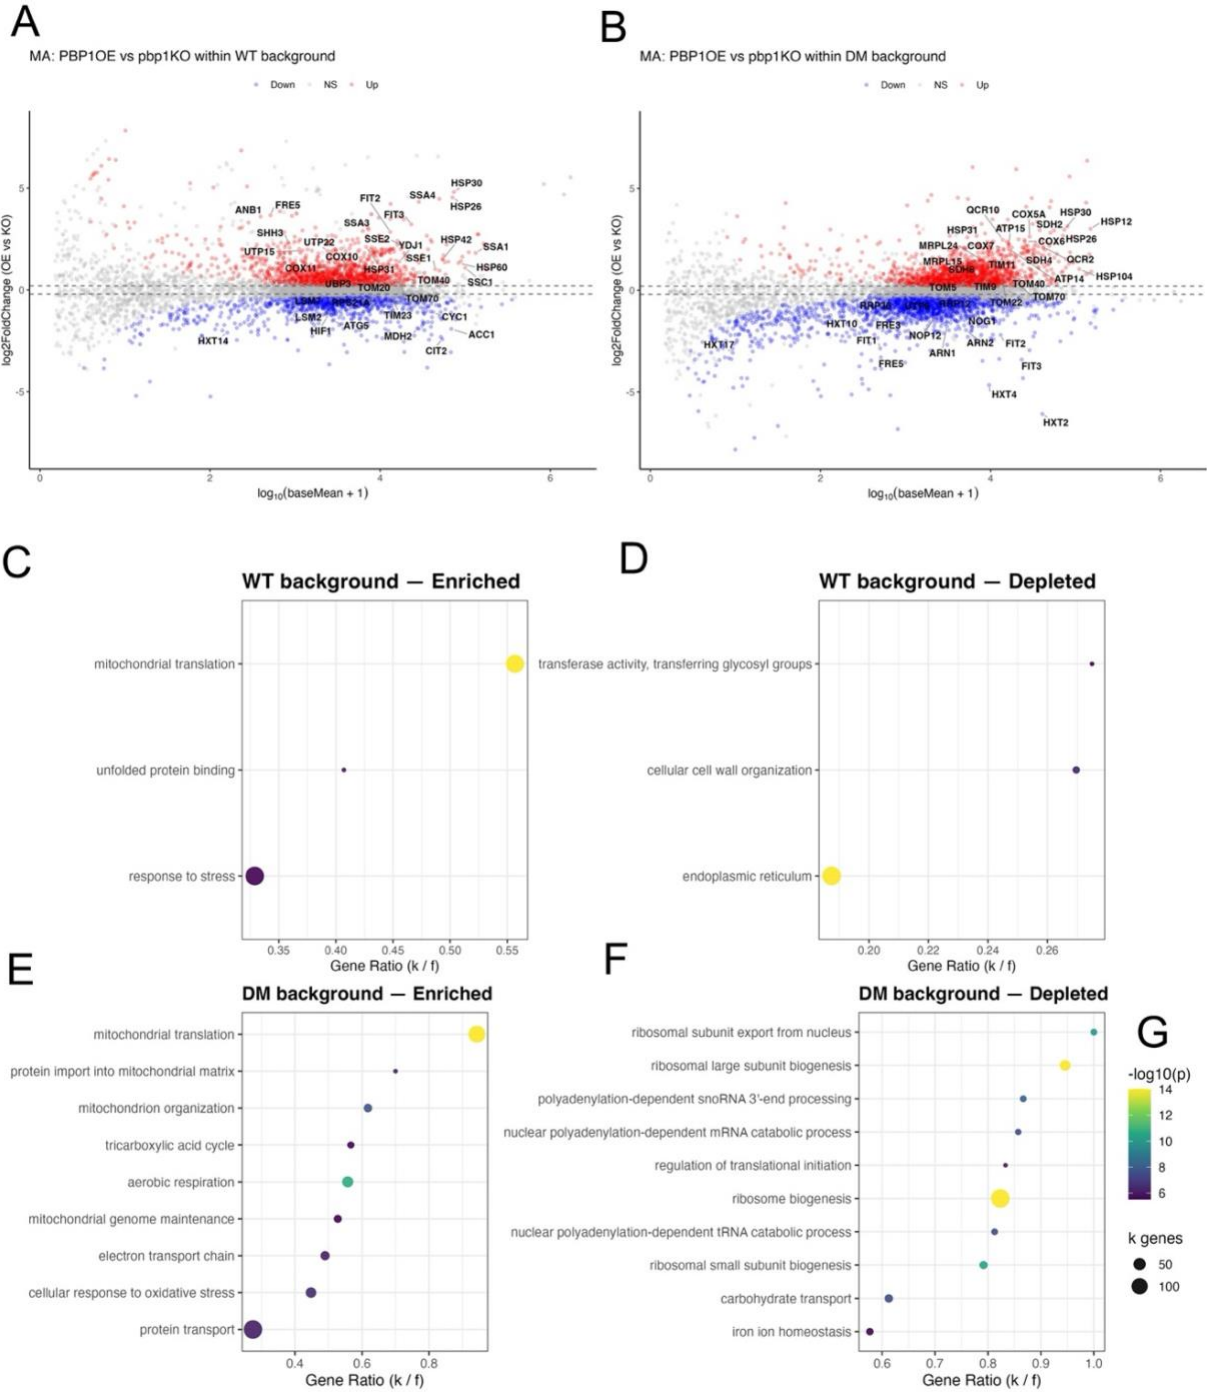 A
MA: PBP1OE vs pbp1KO within WT background
Down NS Up
log2FoldChange (OE vs KO)
5
0
-5
HSP30
FIT2
SSA4
HSP26
ANB1
FRE5
FIT3
SSA3
SHH3
SSE2
HSP42
UTP22
YDJ1
SSA1
UTP15
COX10
SSE1
COX11
HSP31
HSP60
UBP3
TOM40
SSC1
TOM20
TOM70
LSM2
TIM23
CYC1
HIF1
ATG5
MDH2
ACC1
HXT14
CIT2
0 2 4 6
log10(baseMean + 1)
B
MA: PBP1OE vs pbp1KO within DM background
Down NS Up
log2FoldChange (OE vs KO)
5
0
-5
QCR10
COX5A
HSP30
HSP12
HSP31
ATP15
SDH2
MRPL24
COX7
COX6
HSP26
MRPL15
TIM11
SDH4
QCR2
ATP14
HSP104
TOM5
TIM9
TOM40
TOM70
TOM22
HXT10
FRE3
NOG1
HXT17
FIT1
NOP12
ARN2
FIT2
ARN1
FRE5
FIT3
HXT4
HXT2
0 2 4 6
log10(baseMean + 1)
C
WT background — Enriched
mitochondrial translation
unfolded protein binding
response to stress
0.35 0.40 0.45 0.50 0.55
Gene Ratio (k / f)
D
WT background — Depleted
transferase activity, transferring glycosyl groups
cellular cell wall organization
endoplasmic reticulum
0.20 0.22 0.24 0.26
Gene Ratio (k / f)
E
DM background — Enriched
mitochondrial translation
protein import into mitochondrial matrix
mitochondrion organization
tricarboxylic acid cycle
aerobic respiration
mitochondrial genome maintenance
electron transport chain
cellular response to oxidative stress
protein transport
0.4 0.6 0.8
Gene Ratio (k / f)
F
DM background — Depleted
ribosomal subunit export from nucleus
ribosomal large subunit biogenesis
polyadenylation-dependent snoRNA 3'-end processing
nuclear polyadenylation-dependent mRNA catabolic process
regulation of translational initiation
ribosome biogenesis
nuclear polyadenylation-dependent tRNA catabolic process
ribosomal small subunit biogenesis
carbohydrate transport
iron ion homeostasis
0.6 0.7 0.8 0.9 1.0
Gene Ratio (k / f)
G
-log10(p)
14
12
10
8
6
k genes
50
100